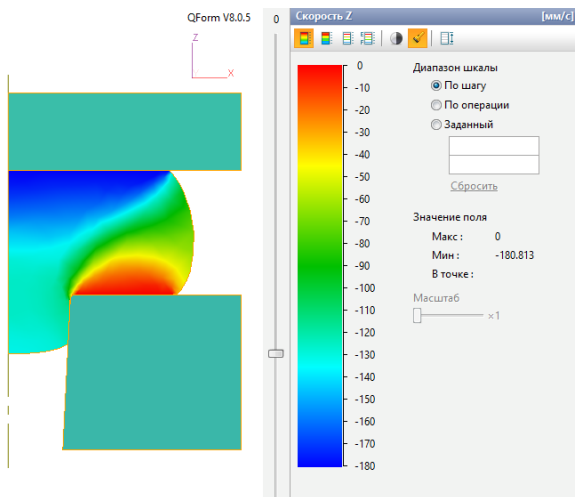 QForm V8.0.5
0
Z
X
Скорость Z [мм/с]
0
-10
-20
-30
-40
-50
-60
-70
-80
-90
-100
-110
-120
-130
-140
-150
-160
-170
-180
Диапазон шкалы
По шагу
По операции
Заданный
Сбросить
Значение поля
Макс : 0
Мин : -180.813
В точке :
Масштаб
×1